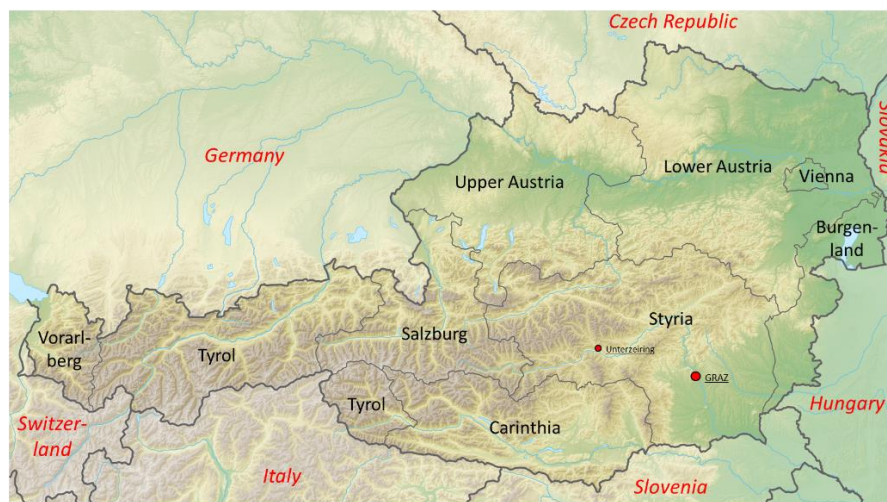 Czech Republic
Slovakia
Germany
Lower Austria
Upper Austria
Vienna
Burgen-
land
Styria
Salzburg
Vorarl-
berg
Tyrol
Unterzeiring
GRAZ
Tyrol
Carinthia
Hungary
Switzer-
land
Italy
Slovenia